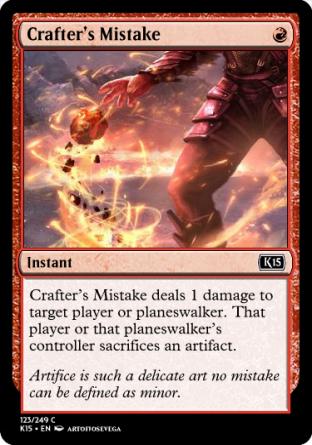 Crafter's Mistake
K15
Instant
Crafter's Mistake deals 1 damage to
target player or planeswalker. That
player or that planeswalker's
controller sacrifices an artifact.
Artifice is such a delicate art no mistake
can be defined as minor.
123/249 C
K15 • EN ARTOFJOSEVEGA